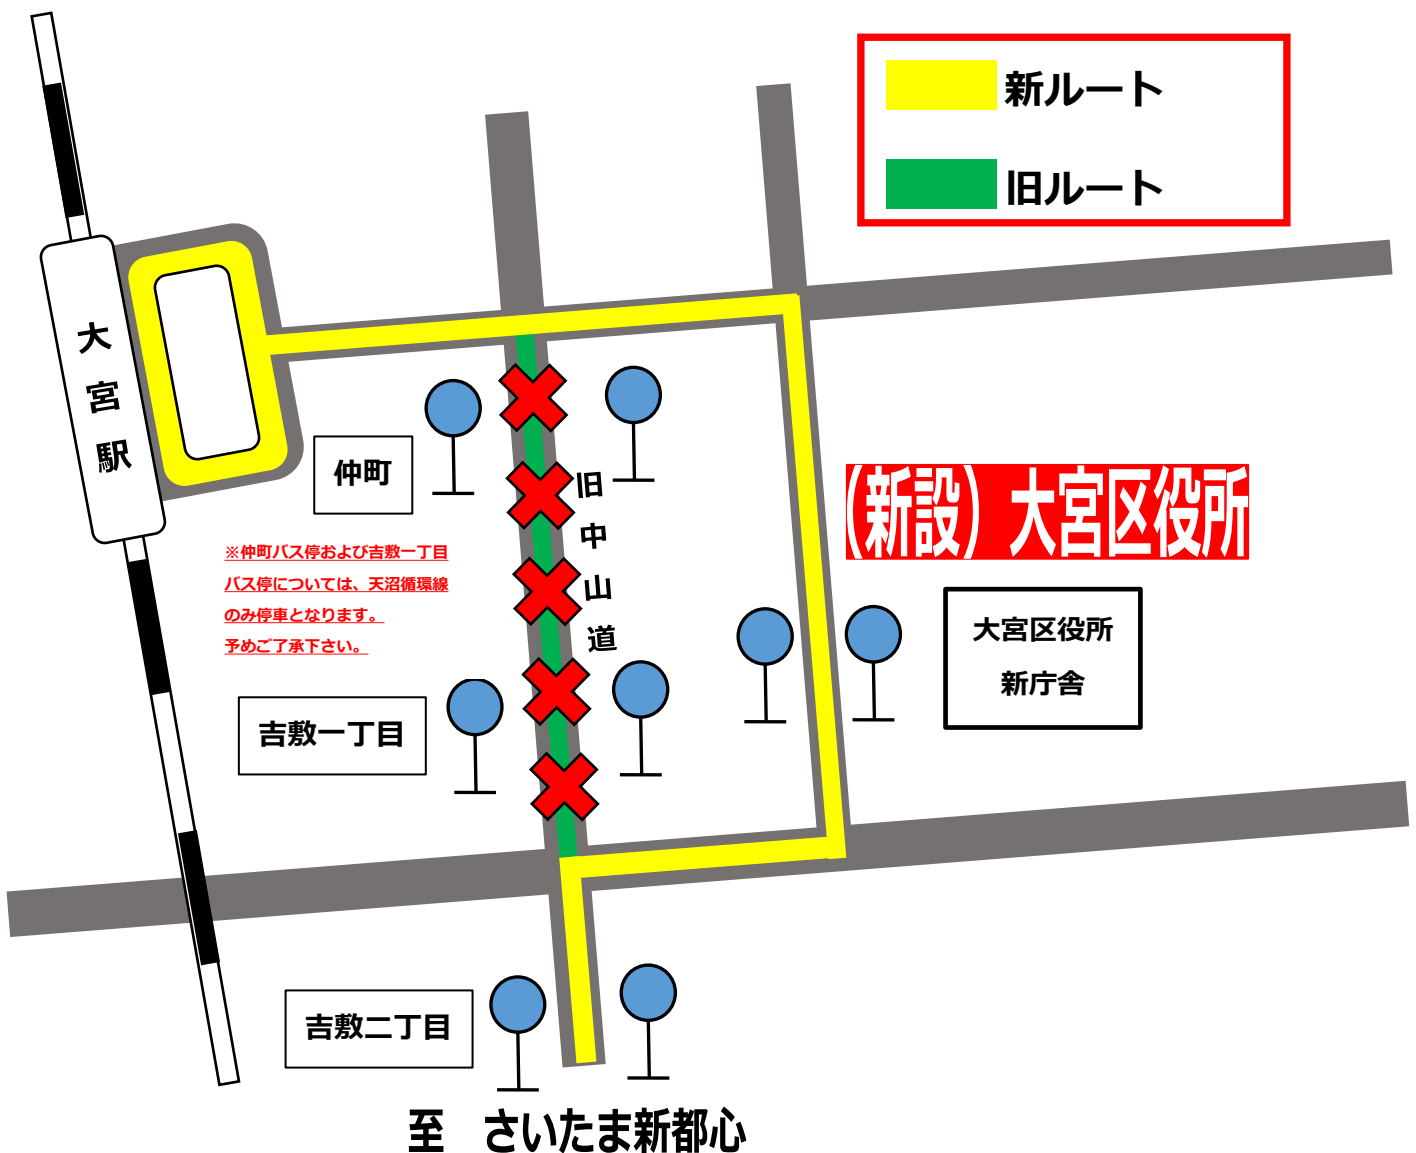 新ルート
旧ルート
大宮駅
仲町
旧中山道
(新設)大宮区役所
※仲町バス停および吉敷一丁目
バス停については、天沼循環線
のみ停車となります。
予めご了承下さい。
大宮区役所
新庁舎
吉敷一丁目
吉敷二丁目
至　さいたま新都心